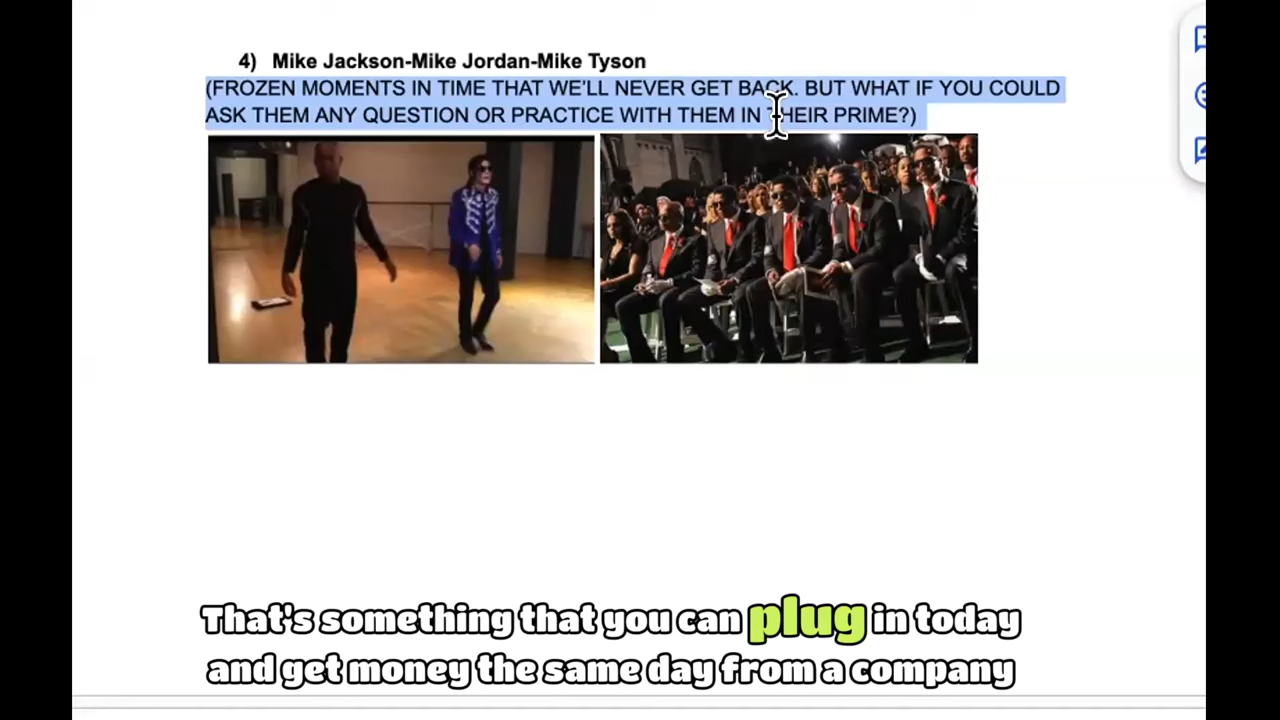 4) Mike Jackson-Mike Jordan-Mike Tyson
(FROZEN MOMENTS IN TIME THAT WE'LL NEVER GET BACK. BUT WHAT IF YOU COULD
ASK THEM ANY QUESTION OR PRACTICE WITH THEM IN THEIR PRIME?)
That's something that you can plug in today
and get money the same day from a company